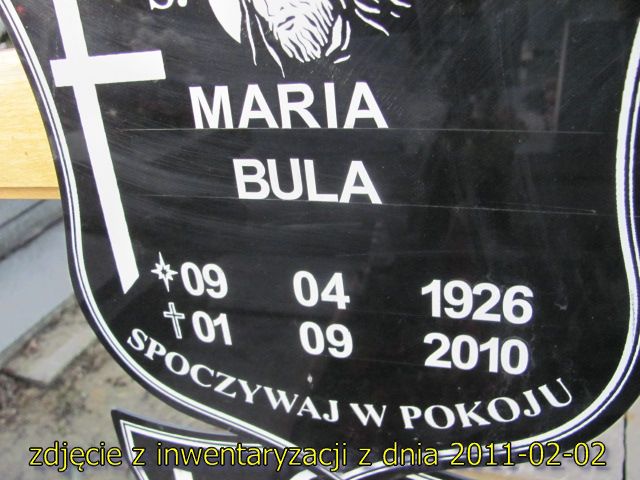 Ś.
MARIA
BULA
09 04 1926
01 09 2010
SPOCZYWAJ W POKOJU
zdjęcie z inwentaryzacji z dnia 2011-02-02